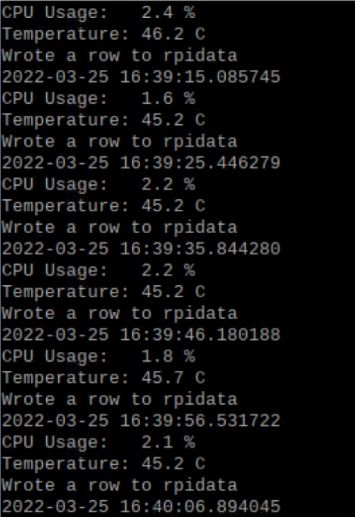 CPU Usage:   2.4 %
Temperature: 46.2 C
Wrote a row to rpidata
2022-03-25 16:39:15.085745
CPU Usage:   1.6 %
Temperature: 45.2 C
Wrote a row to rpidata
2022-03-25 16:39:25.446279
CPU Usage:   2.2 %
Temperature: 45.2 C
Wrote a row to rpidata
2022-03-25 16:39:35.844280
CPU Usage:   2.2 %
Temperature: 45.2 C
Wrote a row to rpidata
2022-03-25 16:39:46.180188
CPU Usage:   1.8 %
Temperature: 45.7 C
Wrote a row to rpidata
2022-03-25 16:39:56.531722
CPU Usage:   2.1 %
Temperature: 45.2 C
Wrote a row to rpidata
2022-03-25 16:40:06.894045